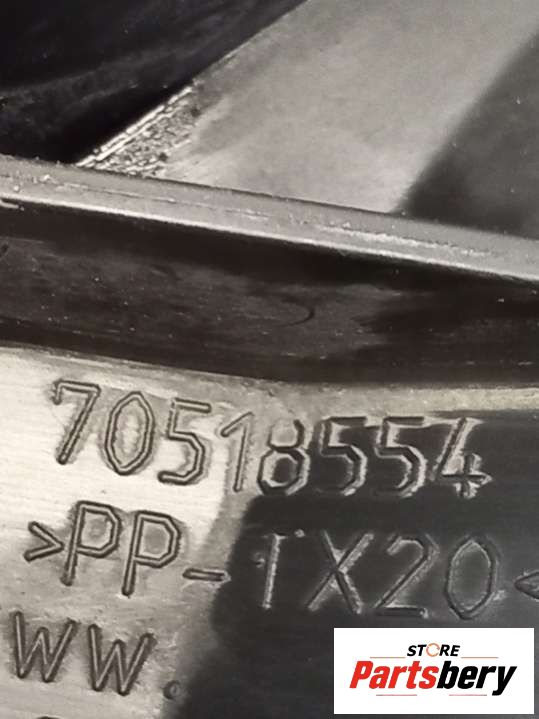 70518554
>PP-TX20<
WW.
STORE
Partsbery